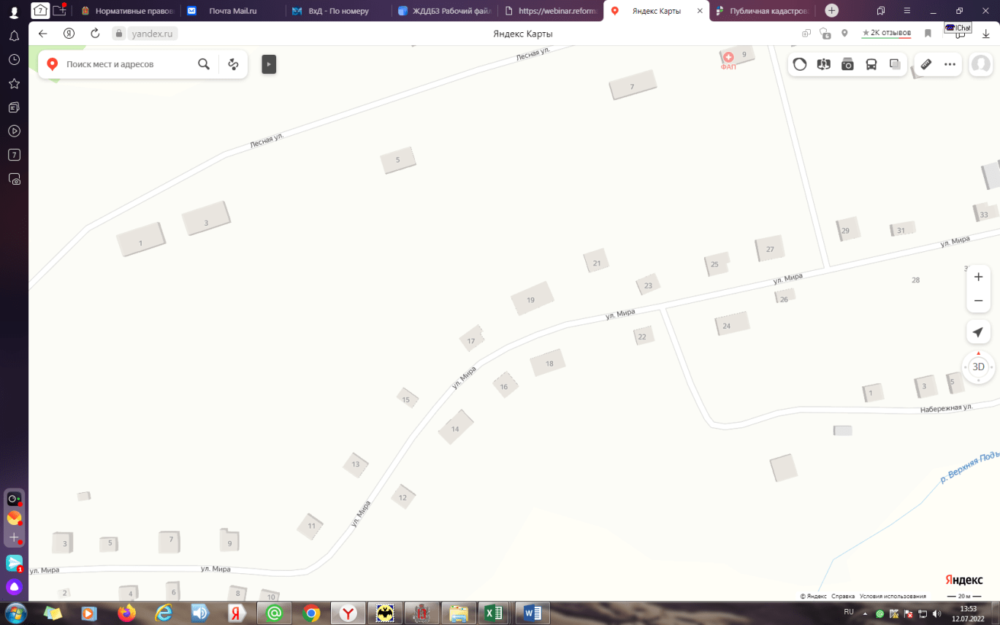 7
Нормативные правов
Почта Mail.ru
ВхД - По номеру
ЖДДБЗ Рабочий файл
https://webinar.reform
Яндекс Карты
Публичная кадастров
yandex.ru
Яндекс Карты
2K отзывов
IChat
6
7
1
Поиск мест и адресов
Лесная ул.
9
ФАП
7
Лесная ул.
5
3
1
29
31
33
ул. Мира
27
25
21
23
ул. Мира
28
26
19
ул. Мира
24
22
17
18
ул. Мира
16
3D
1
3
5
Набережная ул.
15
14
13
12
р. Верхняя Подъ
ул. Мира
11
3
5
7
9
ул. Мира
ул. Мира
2
4
6
8
10
Яндекс
© Яндекс Справка Условия использования
20 м
RU
13:53
12.07.2022